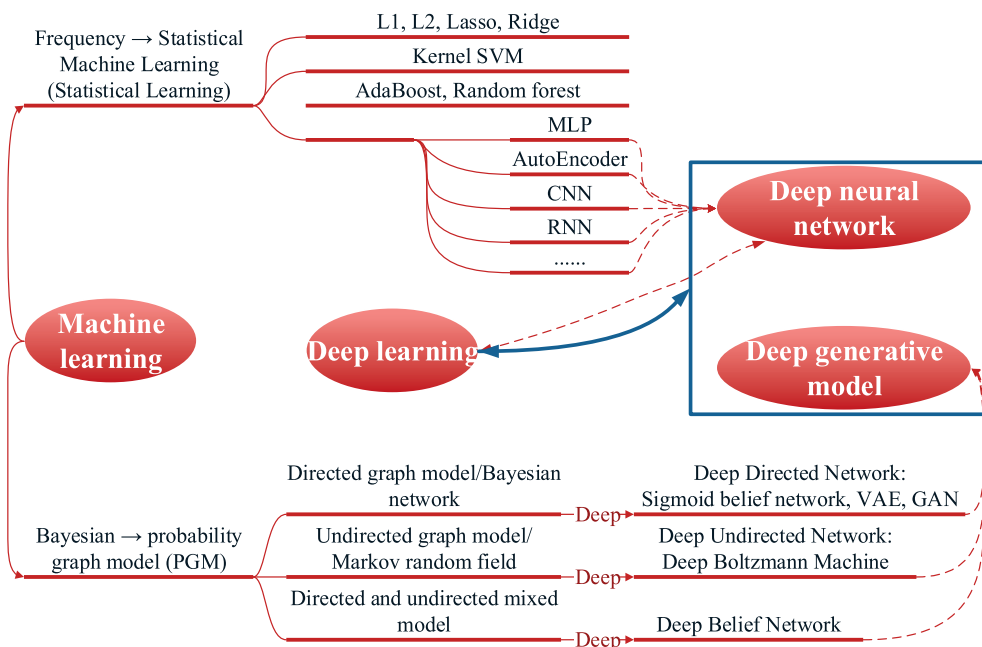 L1, L2, Lasso, Ridge
Frequency → Statistical
Machine Learning
(Statistical Learning)
Kernel SVM
AdaBoost, Random forest
MLP
AutoEncoder
CNN
RNN
......
Deep neural
network
Machine
learning
Deep learning
Deep generative
model
Directed graph model/Bayesian
network
Deep
Deep Directed Network:
Sigmoid belief network, VAE, GAN
Bayesian → probability
graph model (PGM)
Undirected graph model/
Markov random field
Deep
Deep Undirected Network:
Deep Boltzmann Machine
Directed and undirected mixed
model
Deep
Deep Belief Network